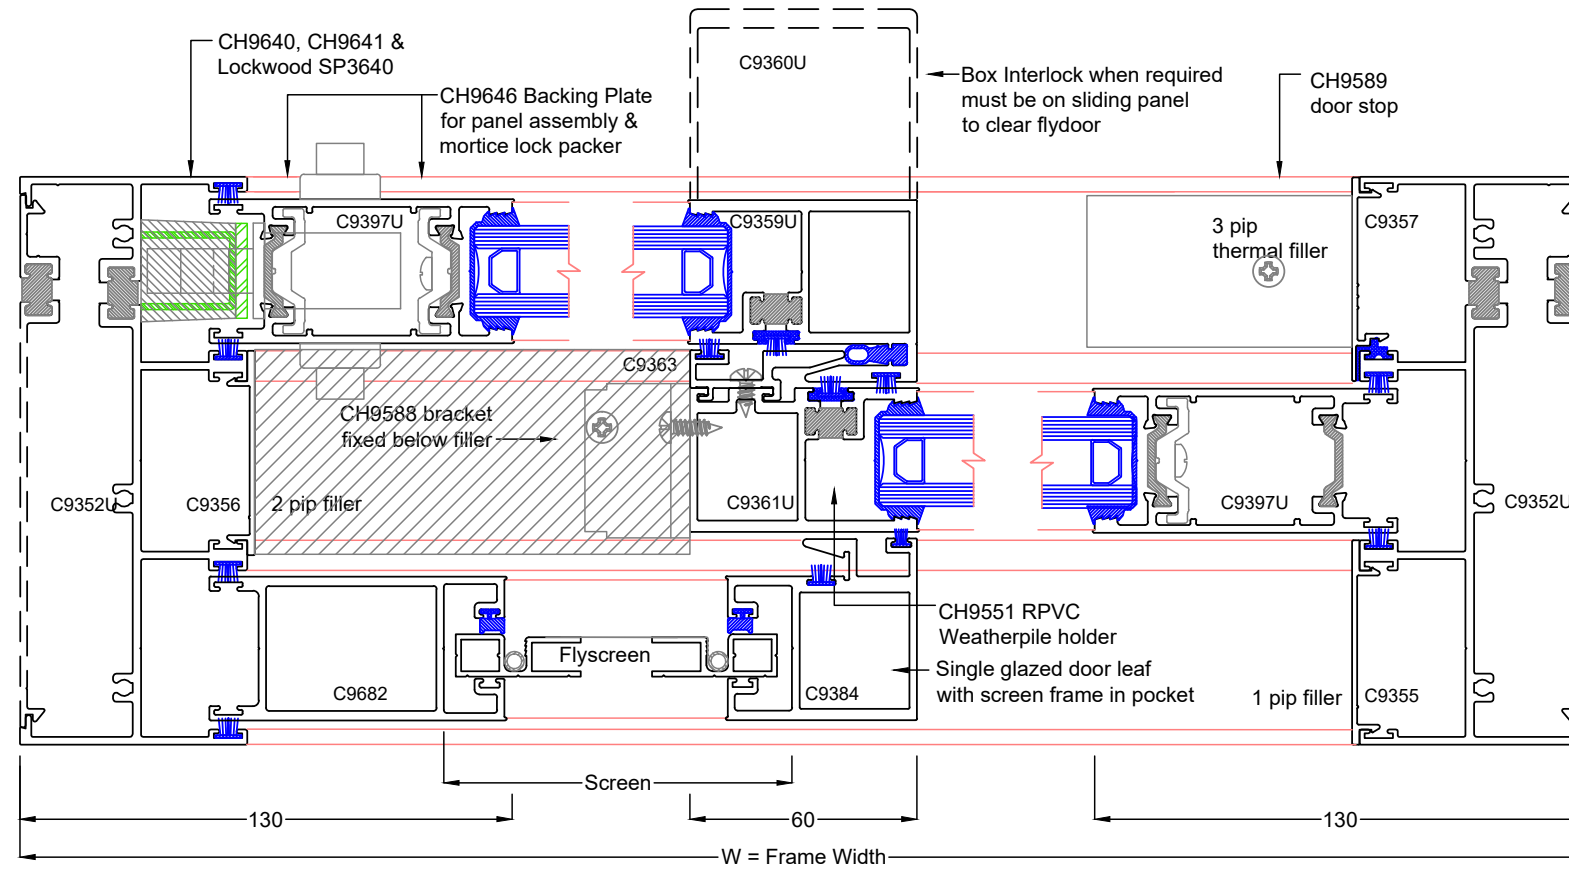 CH9640, CH9641 &
Lockwood SP3640
CH9646 Backing Plate
for panel assembly &
mortice lock packer
C9360U
Box Interlock when required
must be on sliding panel
to clear flydoor
CH9589
door stop
C9397U
C9359U
3 pip
thermal filler
C9357
C9363
CH9588 bracket
fixed below filler
C9352U
C9356
2 pip filler
C9361U
C9397U
C9352U
CH9551 RPVC
Weatherpile holder
Flyscreen
Single glazed door leaf
with screen frame in pocket
C9682
C9384
1 pip filler
C9355
Screen
130
60
130
W = Frame Width